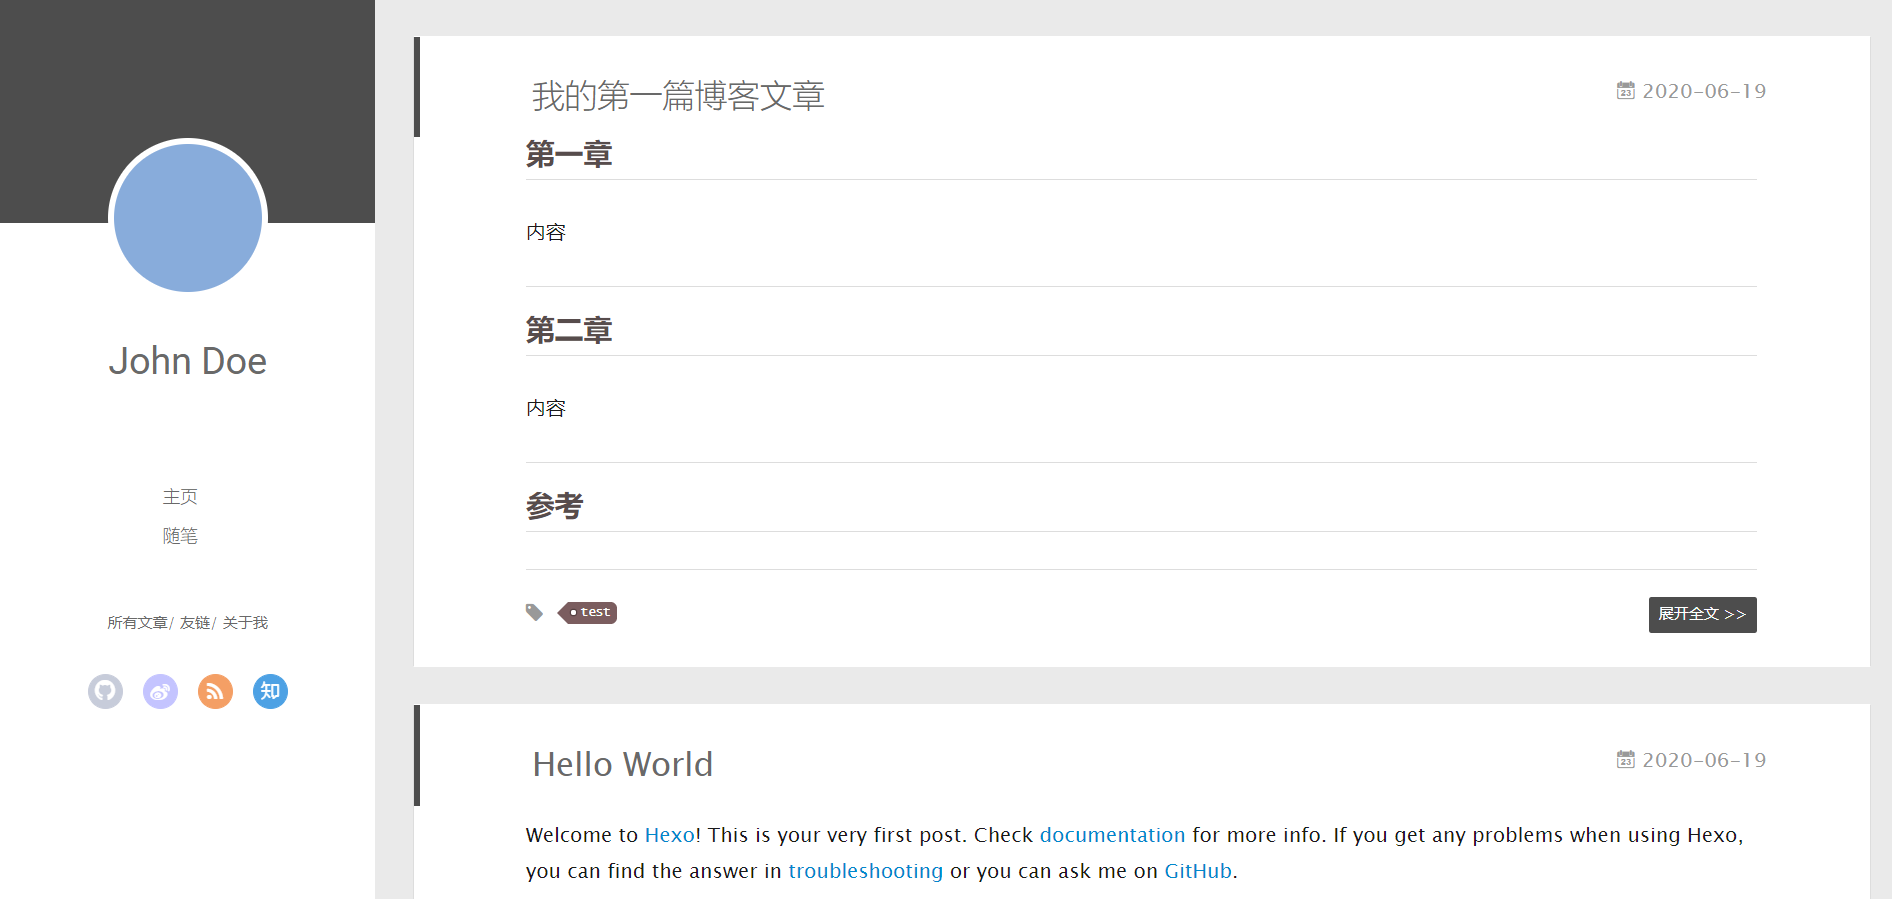 John Doe
主页
随笔
所有文章/ 友链/ 关于我
知
我的第一篇博客文章
23 2020-06-19
第一章
内容
第二章
内容
参考
test
展开全文 >>
Hello World
23 2020-06-19
Welcome to Hexo! This is your very first post. Check documentation for more info. If you get any problems when using Hexo,
you can find the answer in troubleshooting or you can ask me on GitHub.